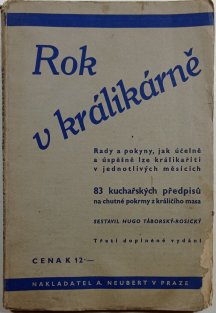 Rok
v králikárně
Rady a pokyny, jak účelně
a úspěšně lze králikařiti
v jednotlivých měsících
83 kuchařských předpisů
na chutné pokrmy z králičího masa
SESTAVIL HUGO TÁBORSKÝ-ROSICKÝ
Třetí doplněné vydání
CENA K 12·—
NAKLADATEL A. NEUBERT V PRAZE